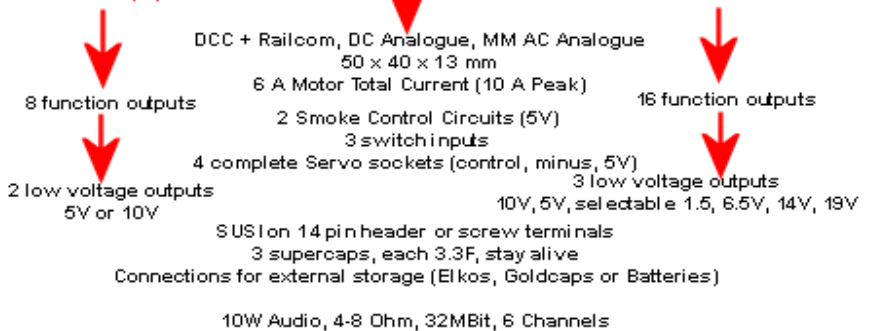 DCC + Railcom, DC Analogue, MM AC Analogue
50 x 40 x 13 mm
6 A Motor Total Current (10 A Peak)
8 function outputs
16 function outputs
2 Smoke Control Circuits (5V)
3 switch inputs
4 complete Servo sockets (control, minus, 5V)
2 low voltage outputs
5V or 10V
3 low voltage outputs
10V, 5V, selectable 1.5, 6.5V, 14V, 19V
SUSI on 14 pin header or screw terminals
3 supercaps, each 3.3F, stay alive
Connections for external storage (Elkos, Goldcaps or Batteries)
10W Audio, 4-8 Ohm, 32MBit, 6 Channels